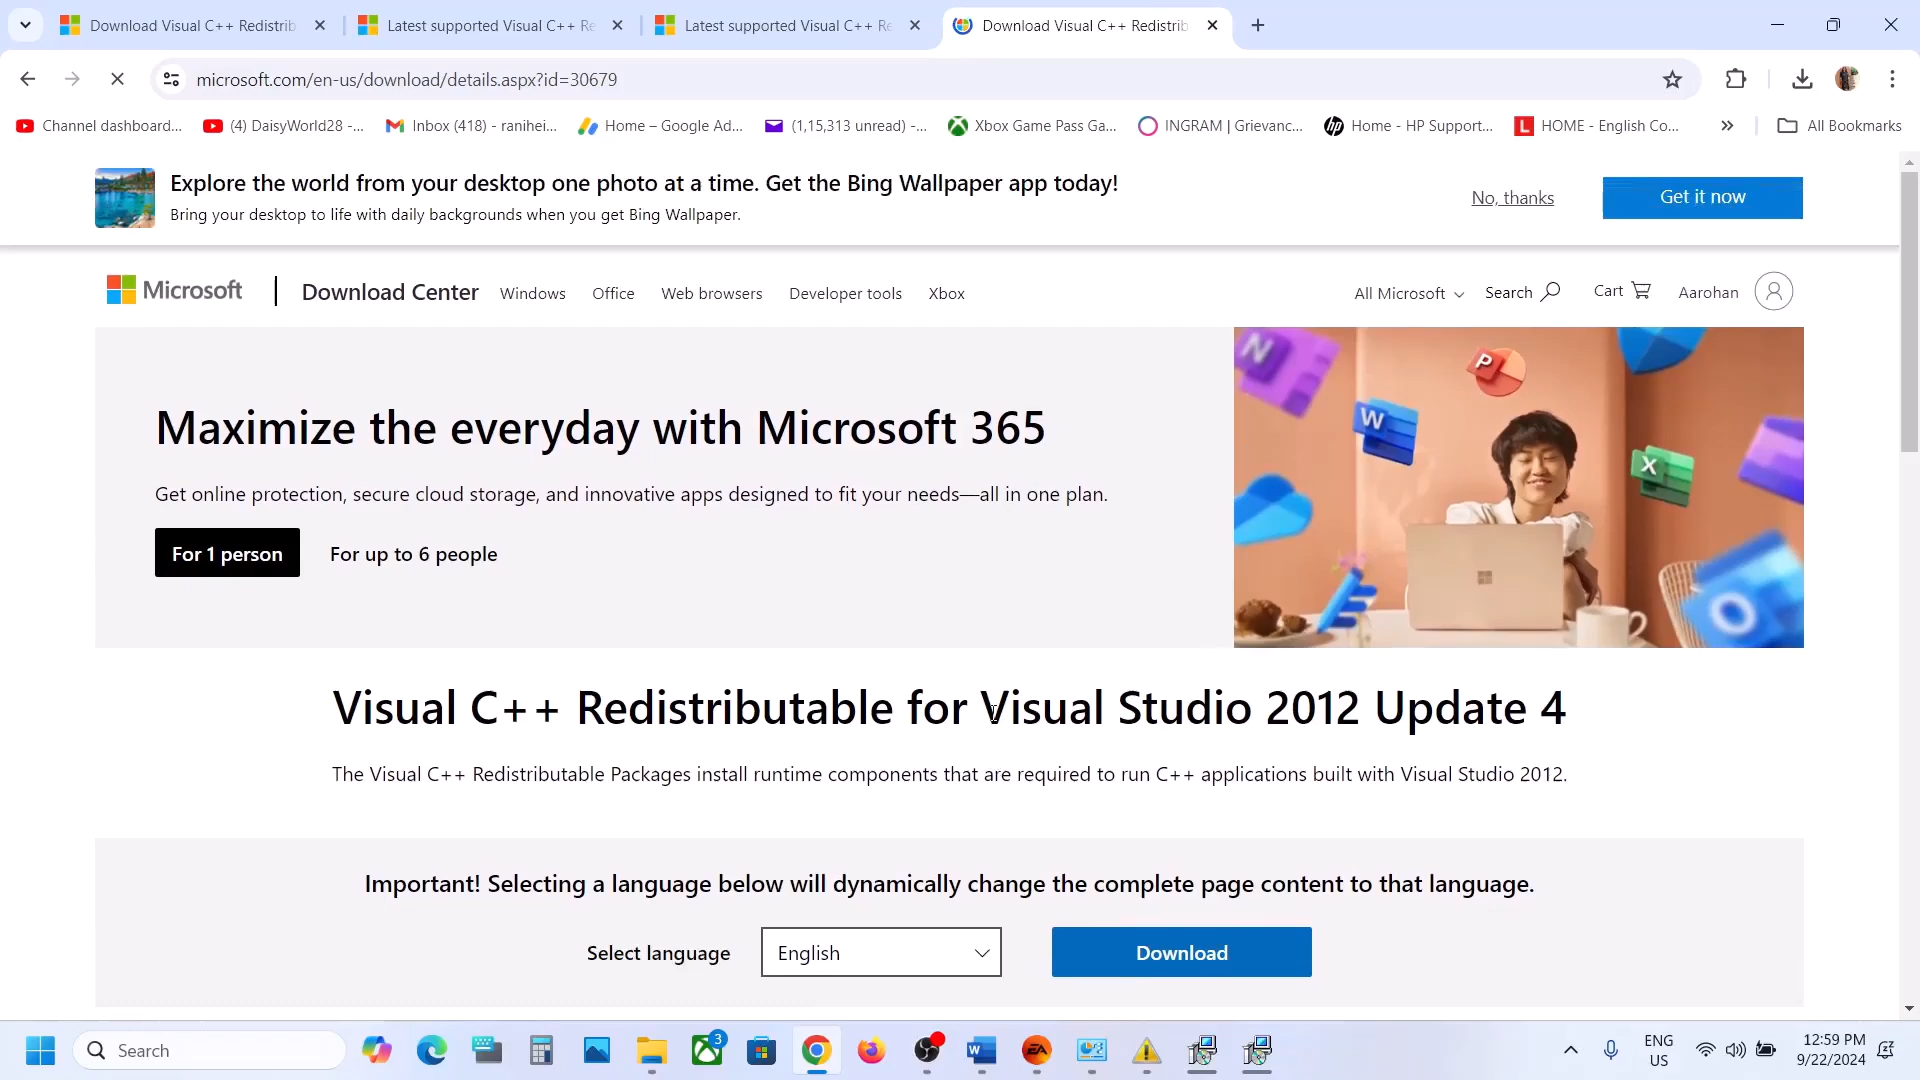 Download Visual C++ Redistrib
Latest supported Visual C++ Re
Latest supported Visual C++ Re
Download Visual C++ Redistrib
microsoft.com/en-us/download/details.aspx?id=30679
Channel dashboard...
(4) DaisyWorld28 -...
Inbox (418) - ranihei...
Home – Google Ad...
(1,15,313 unread) -...
Xbox Game Pass Ga...
INGRAM | Grievanc...
Home - HP Support...
HOME - English Co...
All Bookmarks
Explore the world from your desktop one photo at a time. Get the Bing Wallpaper app today!
Bring your desktop to life with daily backgrounds when you get Bing Wallpaper.
No, thanks
Get it now
Microsoft
Download Center
Windows
Office
Web browsers
Developer tools
Xbox
All Microsoft
Search
Cart
Aarohan
Maximize the everyday with Microsoft 365
Get online protection, secure cloud storage, and innovative apps designed to fit your needs—all in one plan.
For 1 person
For up to 6 people
Visual C++ Redistributable for Visual Studio 2012 Update 4
The Visual C++ Redistributable Packages install runtime components that are required to run C++ applications built with Visual Studio 2012.
Important! Selecting a language below will dynamically change the complete page content to that language.
Select language
English
Download
Search
3
ENG
US
12:59 PM
9/22/2024